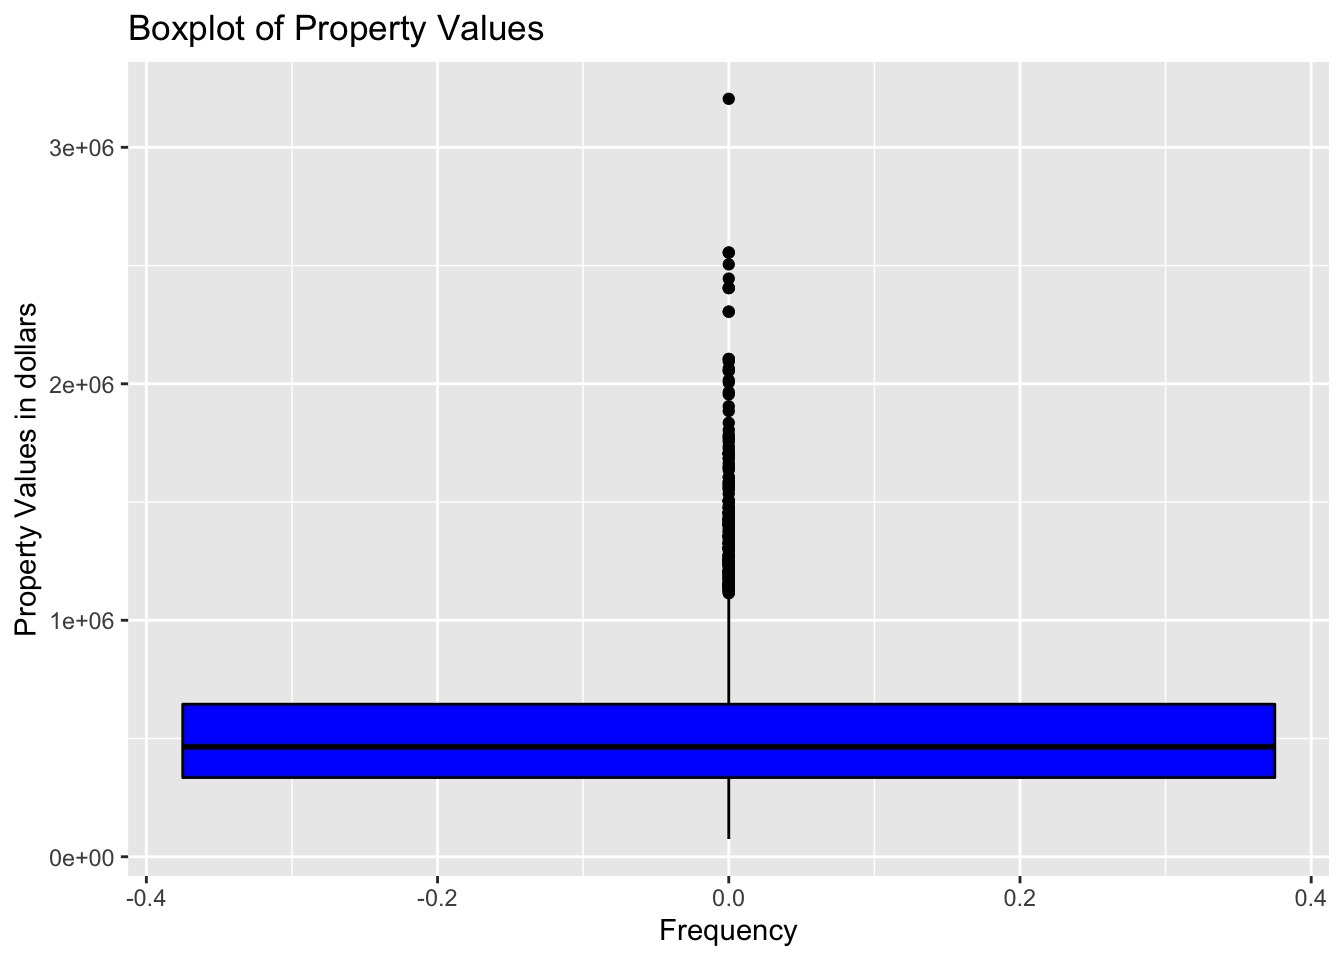 Boxplot of Property Values
Property Values in dollars
3e+06
2e+06
1e+06
0e+00
-0.4 -0.2 0.0 0.2 0.4
Frequency